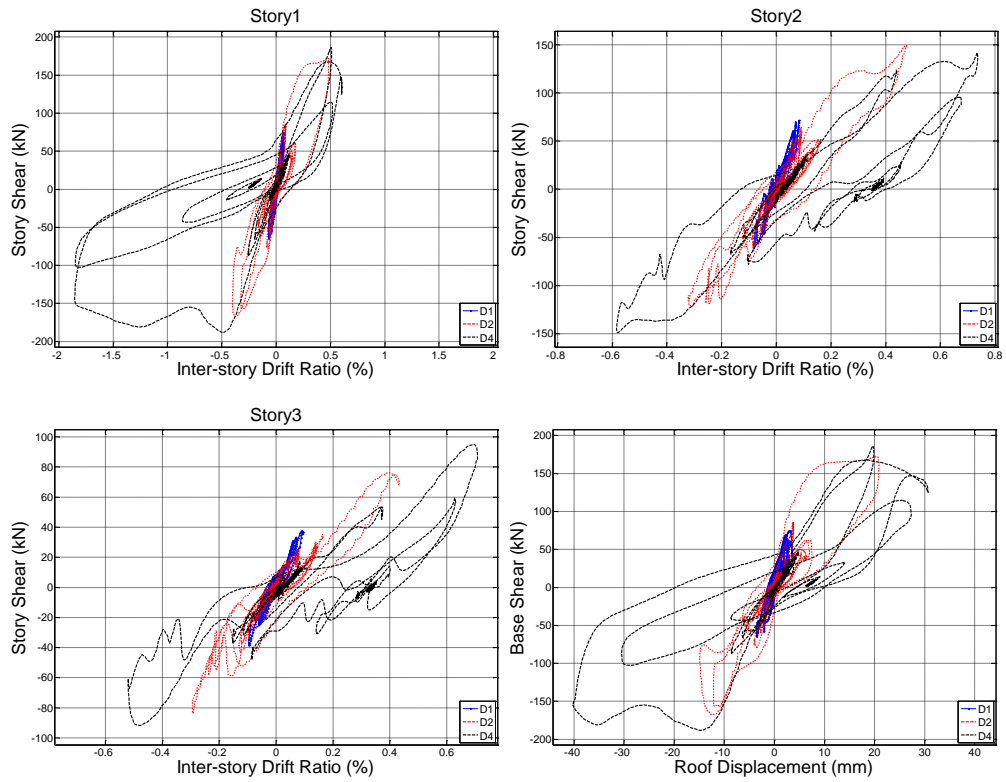 Story1
Story Shear (kN)
200
150
100
50
0
-50
-100
-150
-200
-2 -1.5 -1 -0.5 0 0.5 1 1.5 2
Inter-story Drift Ratio (%)
D1
D2
D4
Story2
Story Shear (kN)
150
100
50
0
-50
-100
-150
-0.8 -0.6 -0.4 -0.2 0 0.2 0.4 0.6 0.8
Inter-story Drift Ratio (%)
D1
D2
D4
Story3
Story Shear (kN)
100
80
60
40
20
0
-20
-40
-60
-80
-100
-0.6 -0.4 -0.2 0 0.2 0.4 0.6
Inter-story Drift Ratio (%)
D1
D2
D4
Base Shear (kN)
200
150
100
50
0
-50
-100
-150
-200
-40 -30 -20 -10 0 10 20 30 40
Roof Displacement (mm)
D1
D2
D4